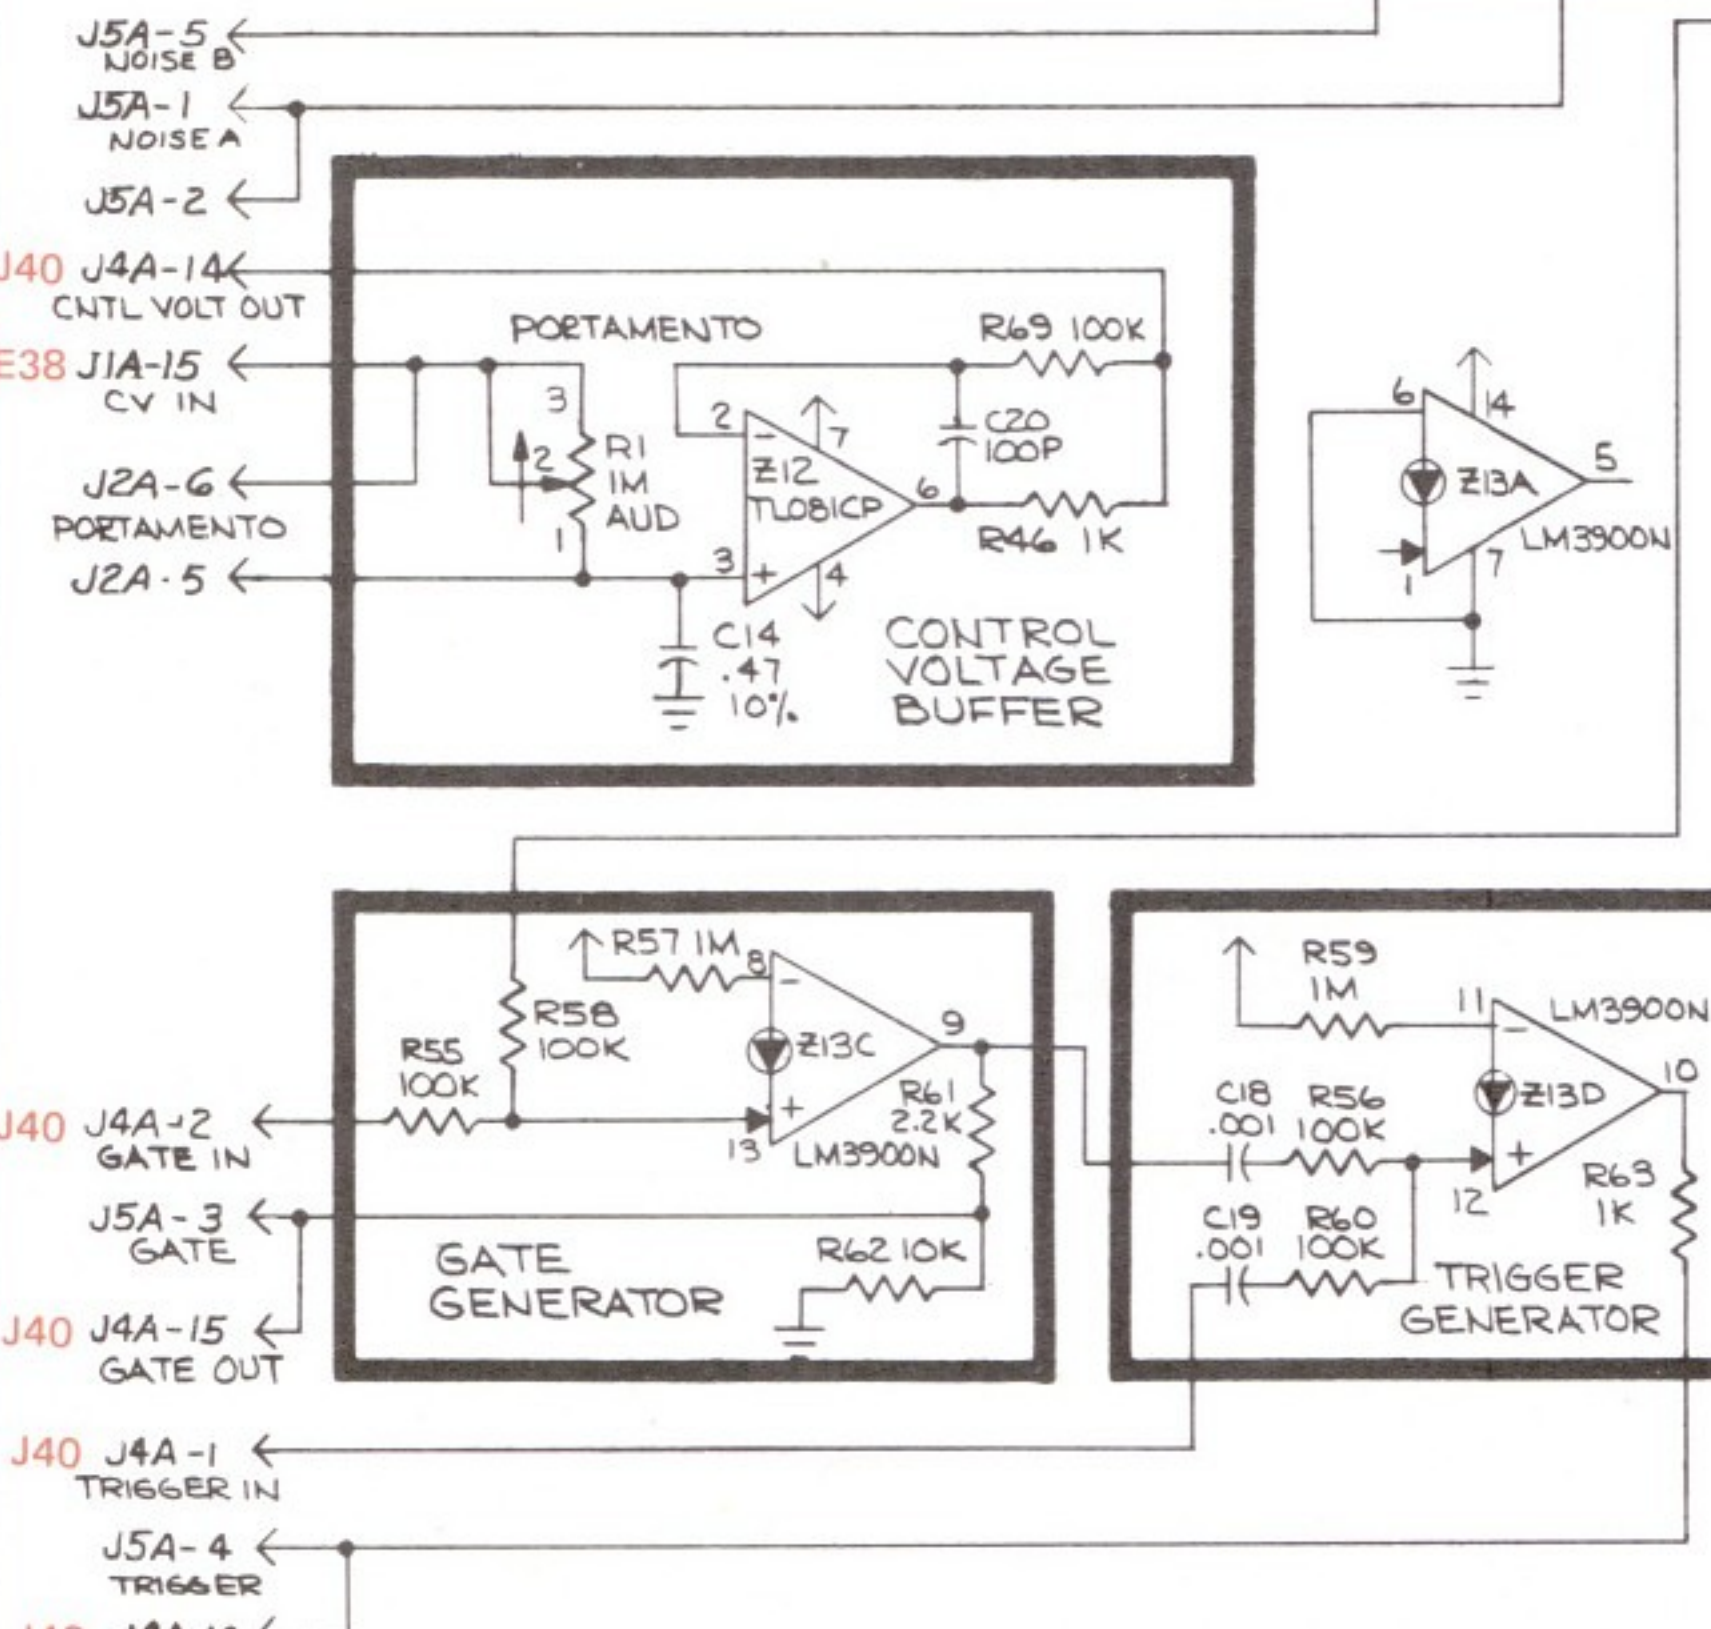 J5A-5
NOISE B
J5A-1
NOISE A
J5A-2
J40 J4A-14
CNTL VOLT OUT
E38 J1A-15
CV IN
J2A-6
PORTAMENTO
J2A-5
PORTAMENTO
3
2
1
R1
1M
AUD
R69 100K
2
7
Z12
TL081CP
6
3
4
C20
100P
R46 1K
C14
.47
10%
CONTROL
VOLTAGE
BUFFER
6
14
Z13A
5
LM3900N
1
7
R57 1M
8
R58
100K
R55
100K
Z13C
9
R61
2.2K
13
LM3900N
J40 J4A-2
GATE IN
J5A-3
GATE
R62 10K
GATE
GENERATOR
J40 J4A-15
GATE OUT
R59
1M
11
LM3900N
10
Z13D
C18
.001
R56
100K
12
R63
1K
C19
.001
R60
100K
TRIGGER
GENERATOR
J40 J4A-1
TRIGGER IN
J5A-4
TRIGGER